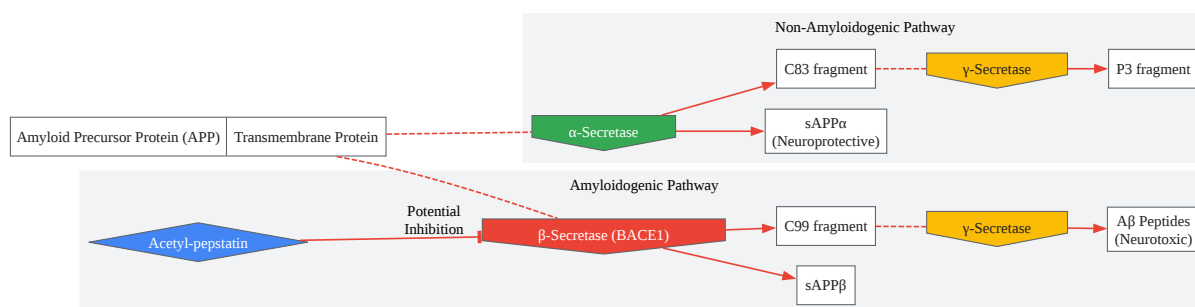 Non-Amyloidogenic Pathway
C83 fragment
γ-Secretase
P3 fragment
Amyloid Precursor Protein (APP)
Transmembrane Protein
α-Secretase
sAPPα
(Neuroprotective)
Amyloidogenic Pathway
Acetyl-pepstatin
Potential
Inhibition
β-Secretase (BACE1)
C99 fragment
γ-Secretase
Aβ Peptides
(Neurotoxic)
sAPPβ